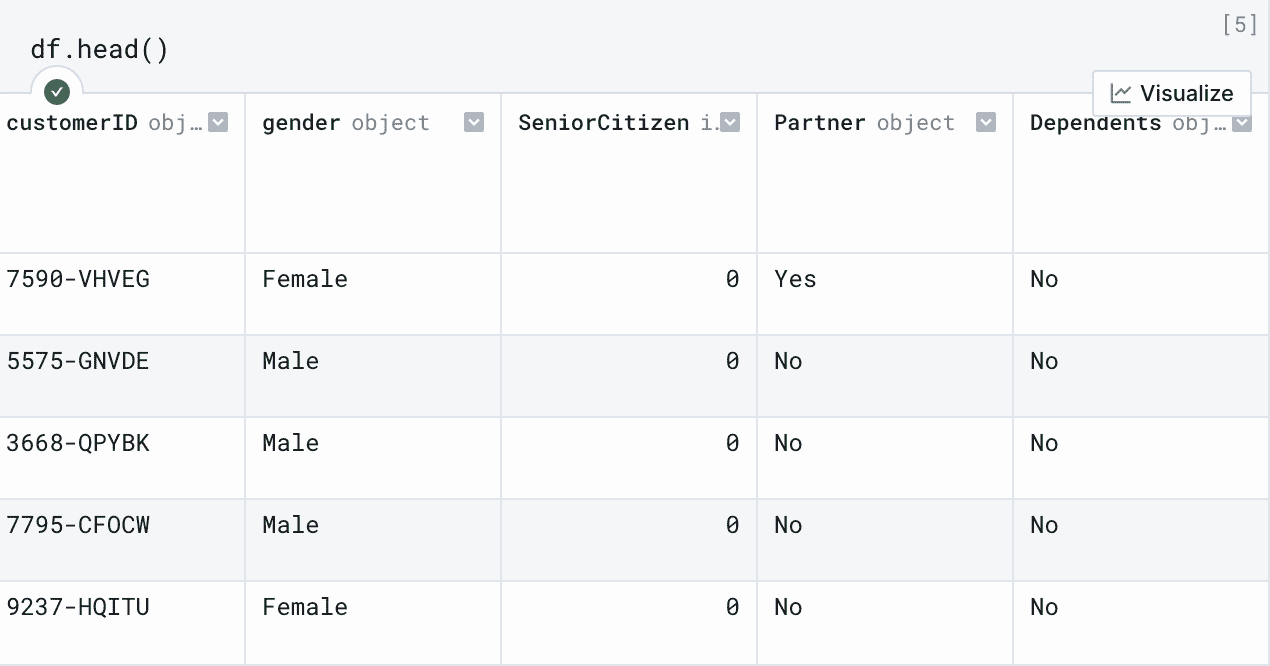 [5]
df.head()
Visualize
customerID obj… gender object SeniorCitizen i. Partner object Dependents obj…
7590-VHVEG Female 0 Yes No
5575-GNVDE Male 0 No No
3668-QPYBK Male 0 No No
7795-CFOCW Male 0 No No
9237-HQITU Female 0 No No